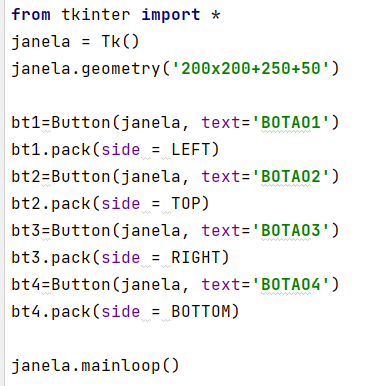 from tkinter import *
janela = Tk()
janela.geometry('200x200+250+50')
bt1=Button(janela, text='BOTAO1')
bt1.pack(side = LEFT)
bt2=Button(janela, text='BOTAO2')
bt2.pack(side = TOP)
bt3=Button(janela, text='BOTAO3')
bt3.pack(side = RIGHT)
bt4=Button(janela, text='BOTAO4')
bt4.pack(side = BOTTOM)
janela.mainloop()